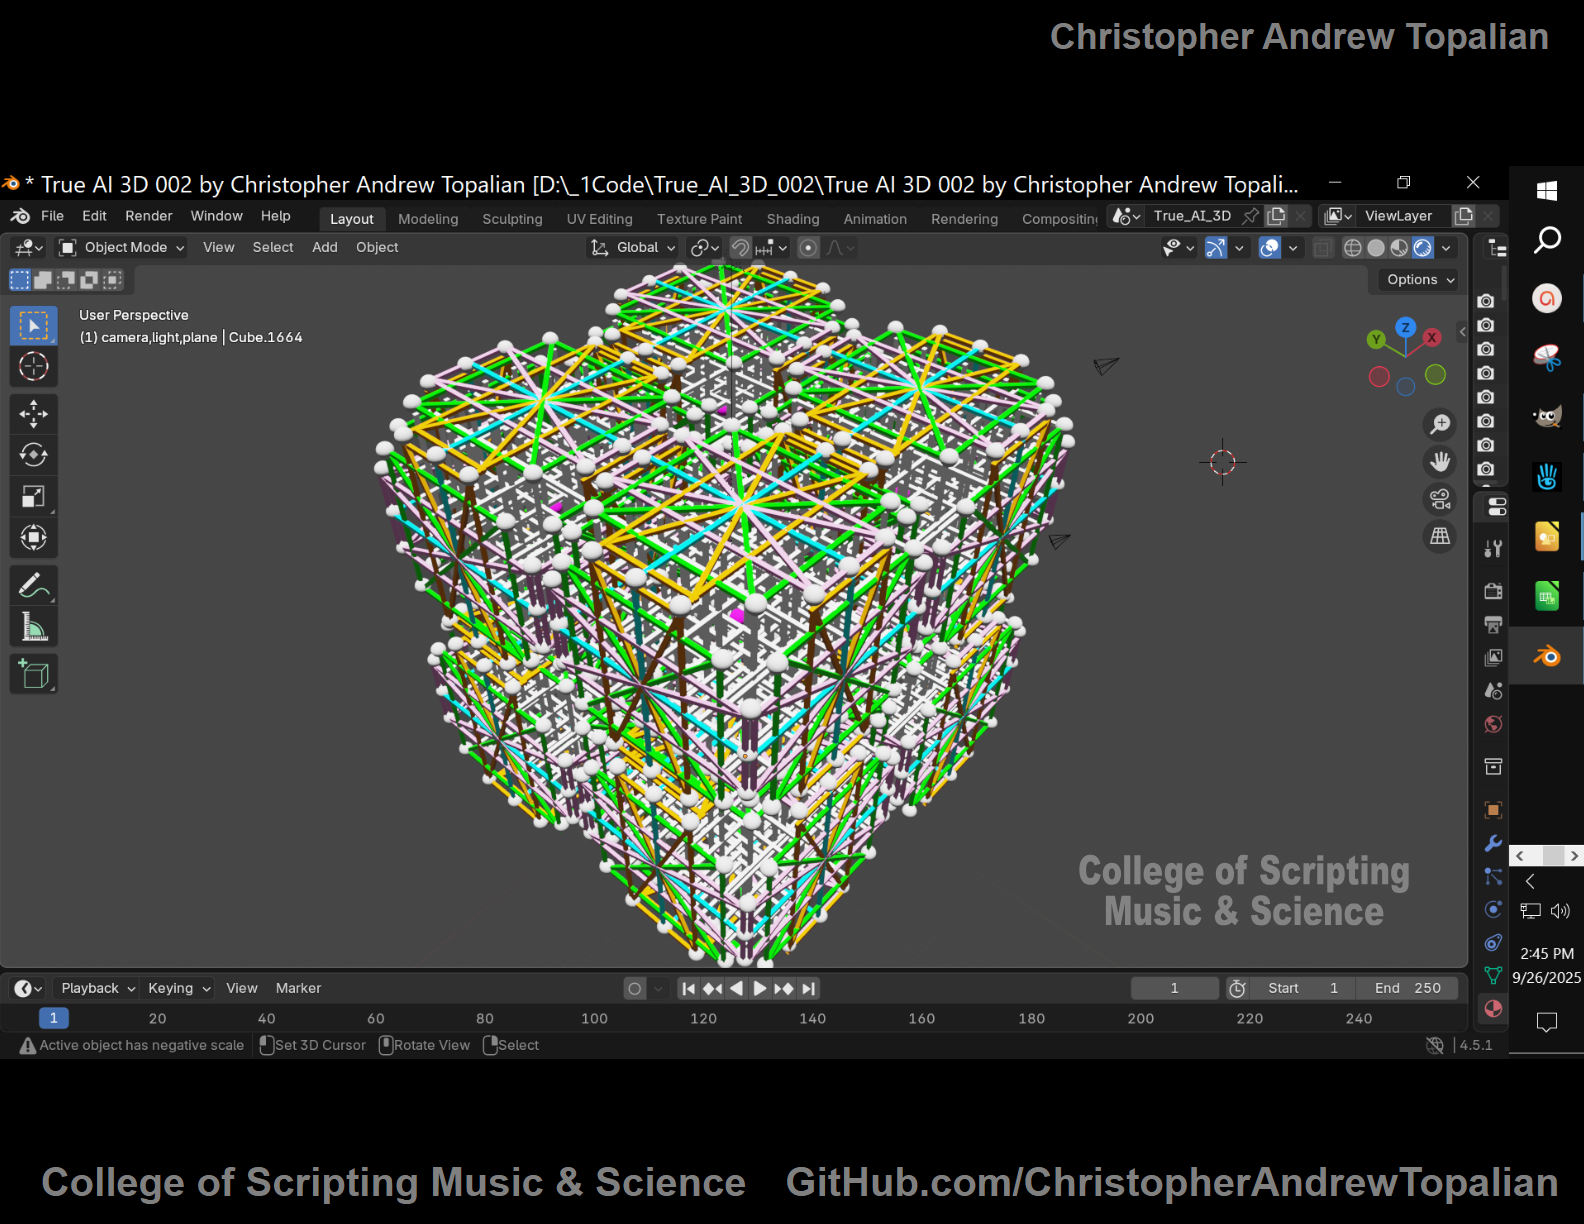 Christopher Andrew Topalian
* True AI 3D 002 by Christopher Andrew Topalian [D:\_1Code\True_AI_3D_002\True AI 3D 002 by Christopher Andrew Topali...
File Edit Render Window Help Layout Modeling Sculpting UV Editing Texture Paint Shading Animation Rendering Compositing True_AI_3D ViewLayer
Object Mode View Select Add Object Global
Options
User Perspective
(1) camera,light,plane | Cube.1664
Z
Y X
College of Scripting
Music & Science
2:45 PM
9/26/2025
Playback Keying View Marker 1 Start 1 End 250
1 20 40 60 80 100 120 140 160 180 200 220 240
Active object has negative scale Set 3D Cursor Rotate View Select 4.5.1
College of Scripting Music & Science GitHub.com/ChristopherAndrewTopalian